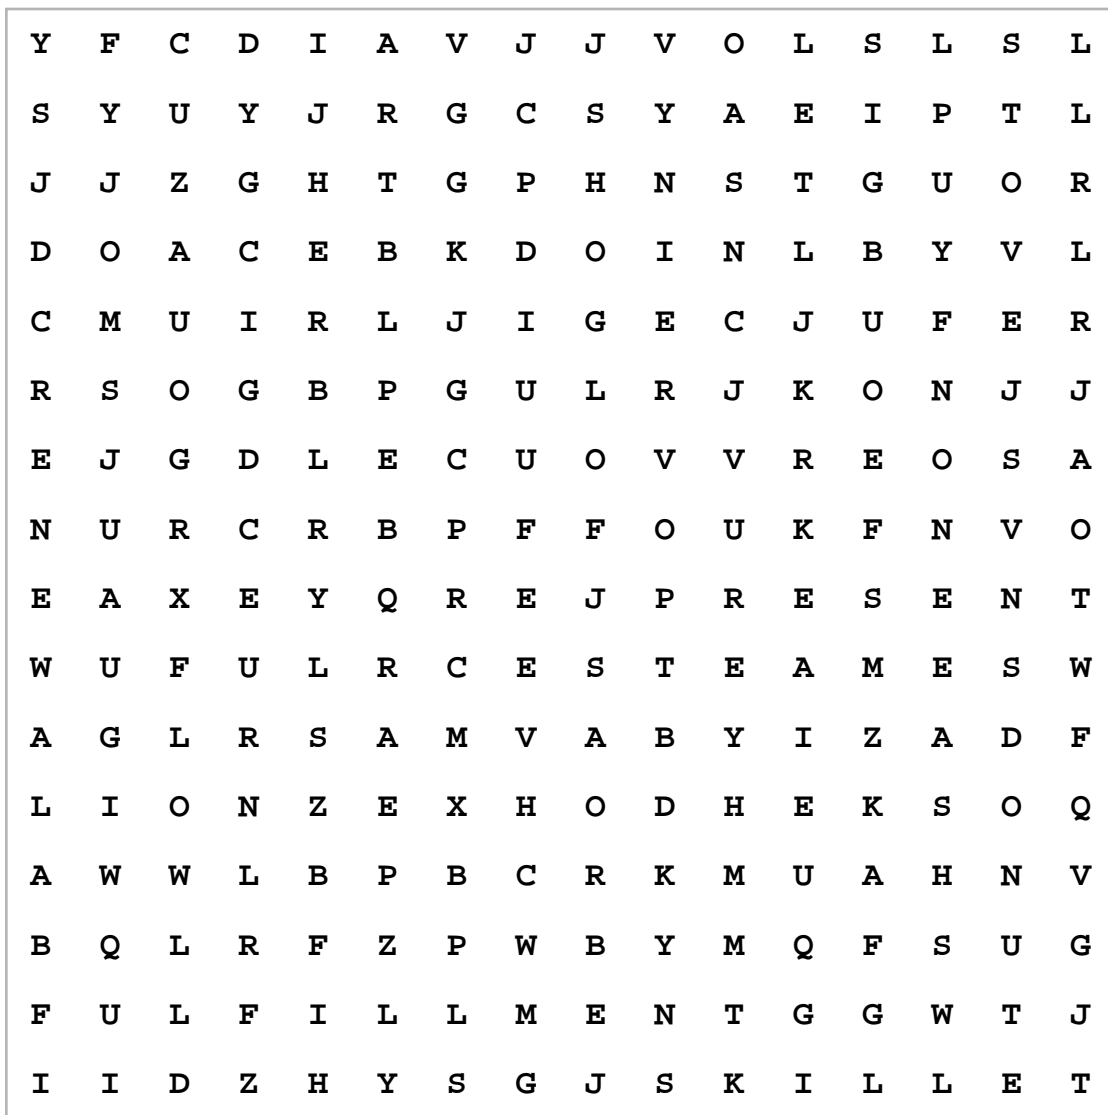 Y F C D I A V J J V O L S L S L
S Y U Y J R G C S Y A E I P T L
J J Z G H T G P H N S T G U O R
D O A C E B K D O I N L B Y V L
C M U I R L J I G E C J U F E R
R S O G B P G U L R J K O N J J
E J G D L E C U O V V R E O S A
N U R C R B P F F O U K F N V O
E A X E Y Q R E J P R E S E N T
W U F U L R C E S T E A M E S W
A G L R S A M V A B Y I Z A D F
L I O N Z E X H O D H E K S O Q
A W W L B P B C R K M U A H N V
B Q L R F Z P W B Y M Q F S U G
F U L F I L L M E N T G G W T J
I I D Z H Y S G J S K I L L E T